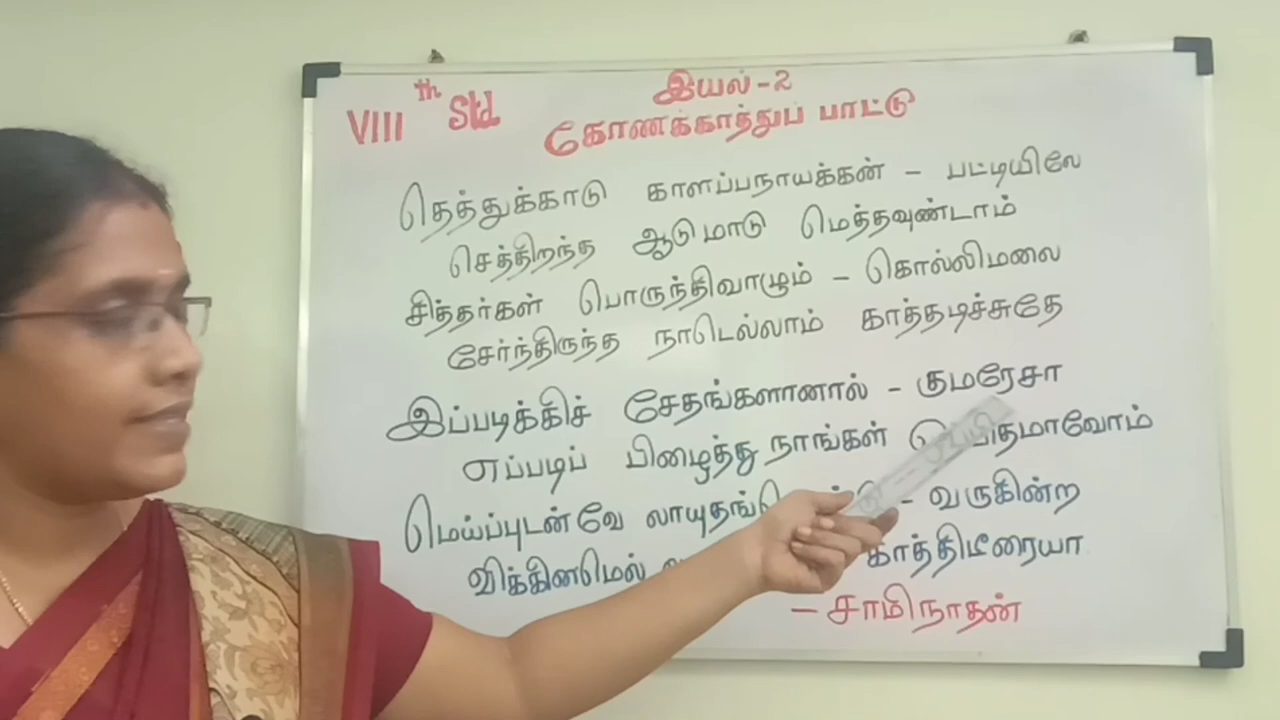 VIII th Std
இயல் -2
கோணக்காத்துப் பாட்டு
தெத்துக்காடு காளப்பநாயக்கன் - பட்டியிலே
செத்திறந்த ஆடுமாடு மெத்தவுண்டாம்
சித்தர்கள் பொருந்திவாழும் - கொல்லிமலை
சேர்ந்திருந்த நாடெல்லாம் காத்தடிச்சுதே
இப்படிக்கிச் சேதங்களானால் - குமரேசா
எப்படிப் பிழைத்து நாங்கள்
மெய்ப்புடன் வே லாயுதங் - வருகின்ற
விக்கினமெல் காத்திமீரையா
- சாமிநாதன்